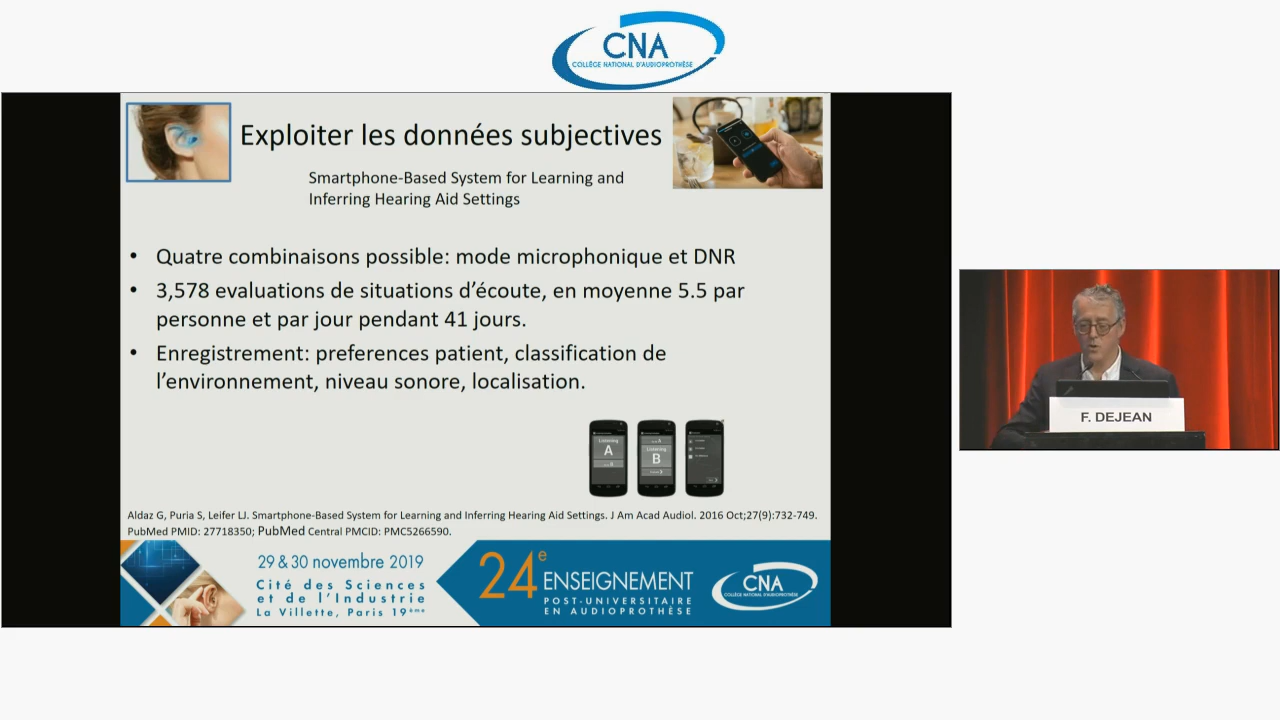 CNA
COLLÈGE NATIONAL D'AUDIOPROTHÈSE
Exploiter les données subjectives
Smartphone-Based System for Learning and
Inferring Hearing Aid Settings
• Quatre combinaisons possible: mode microphonique et DNR
• 3,578 evaluations de situations d'écoute, en moyenne 5.5 par
personne et par jour pendant 41 jours.
• Enregistrement: preferences patient, classification de
l'environnement, niveau sonore, localisation.
Listening
A
Listening
B
Aldaz G, Puria S, Leifer LJ. Smartphone-Based System for Learning and Inferring Hearing Aid Settings. J Am Acad Audiol. 2016 Oct;27(9):732-749.
PubMed PMID: 27718350; PubMed Central PMCID: PMC5266590.
29 & 30 novembre 2019
Cité des Sciences
et de l'Industrie
La Villette, Paris 19ème
24e ENSEIGNEMENT
POST-UNIVERSITAIRE
EN AUDIOPROTHÈSE
CNA
COLLÈGE NATIONAL D'AUDIOPROTHÈSE
F. DEJEAN